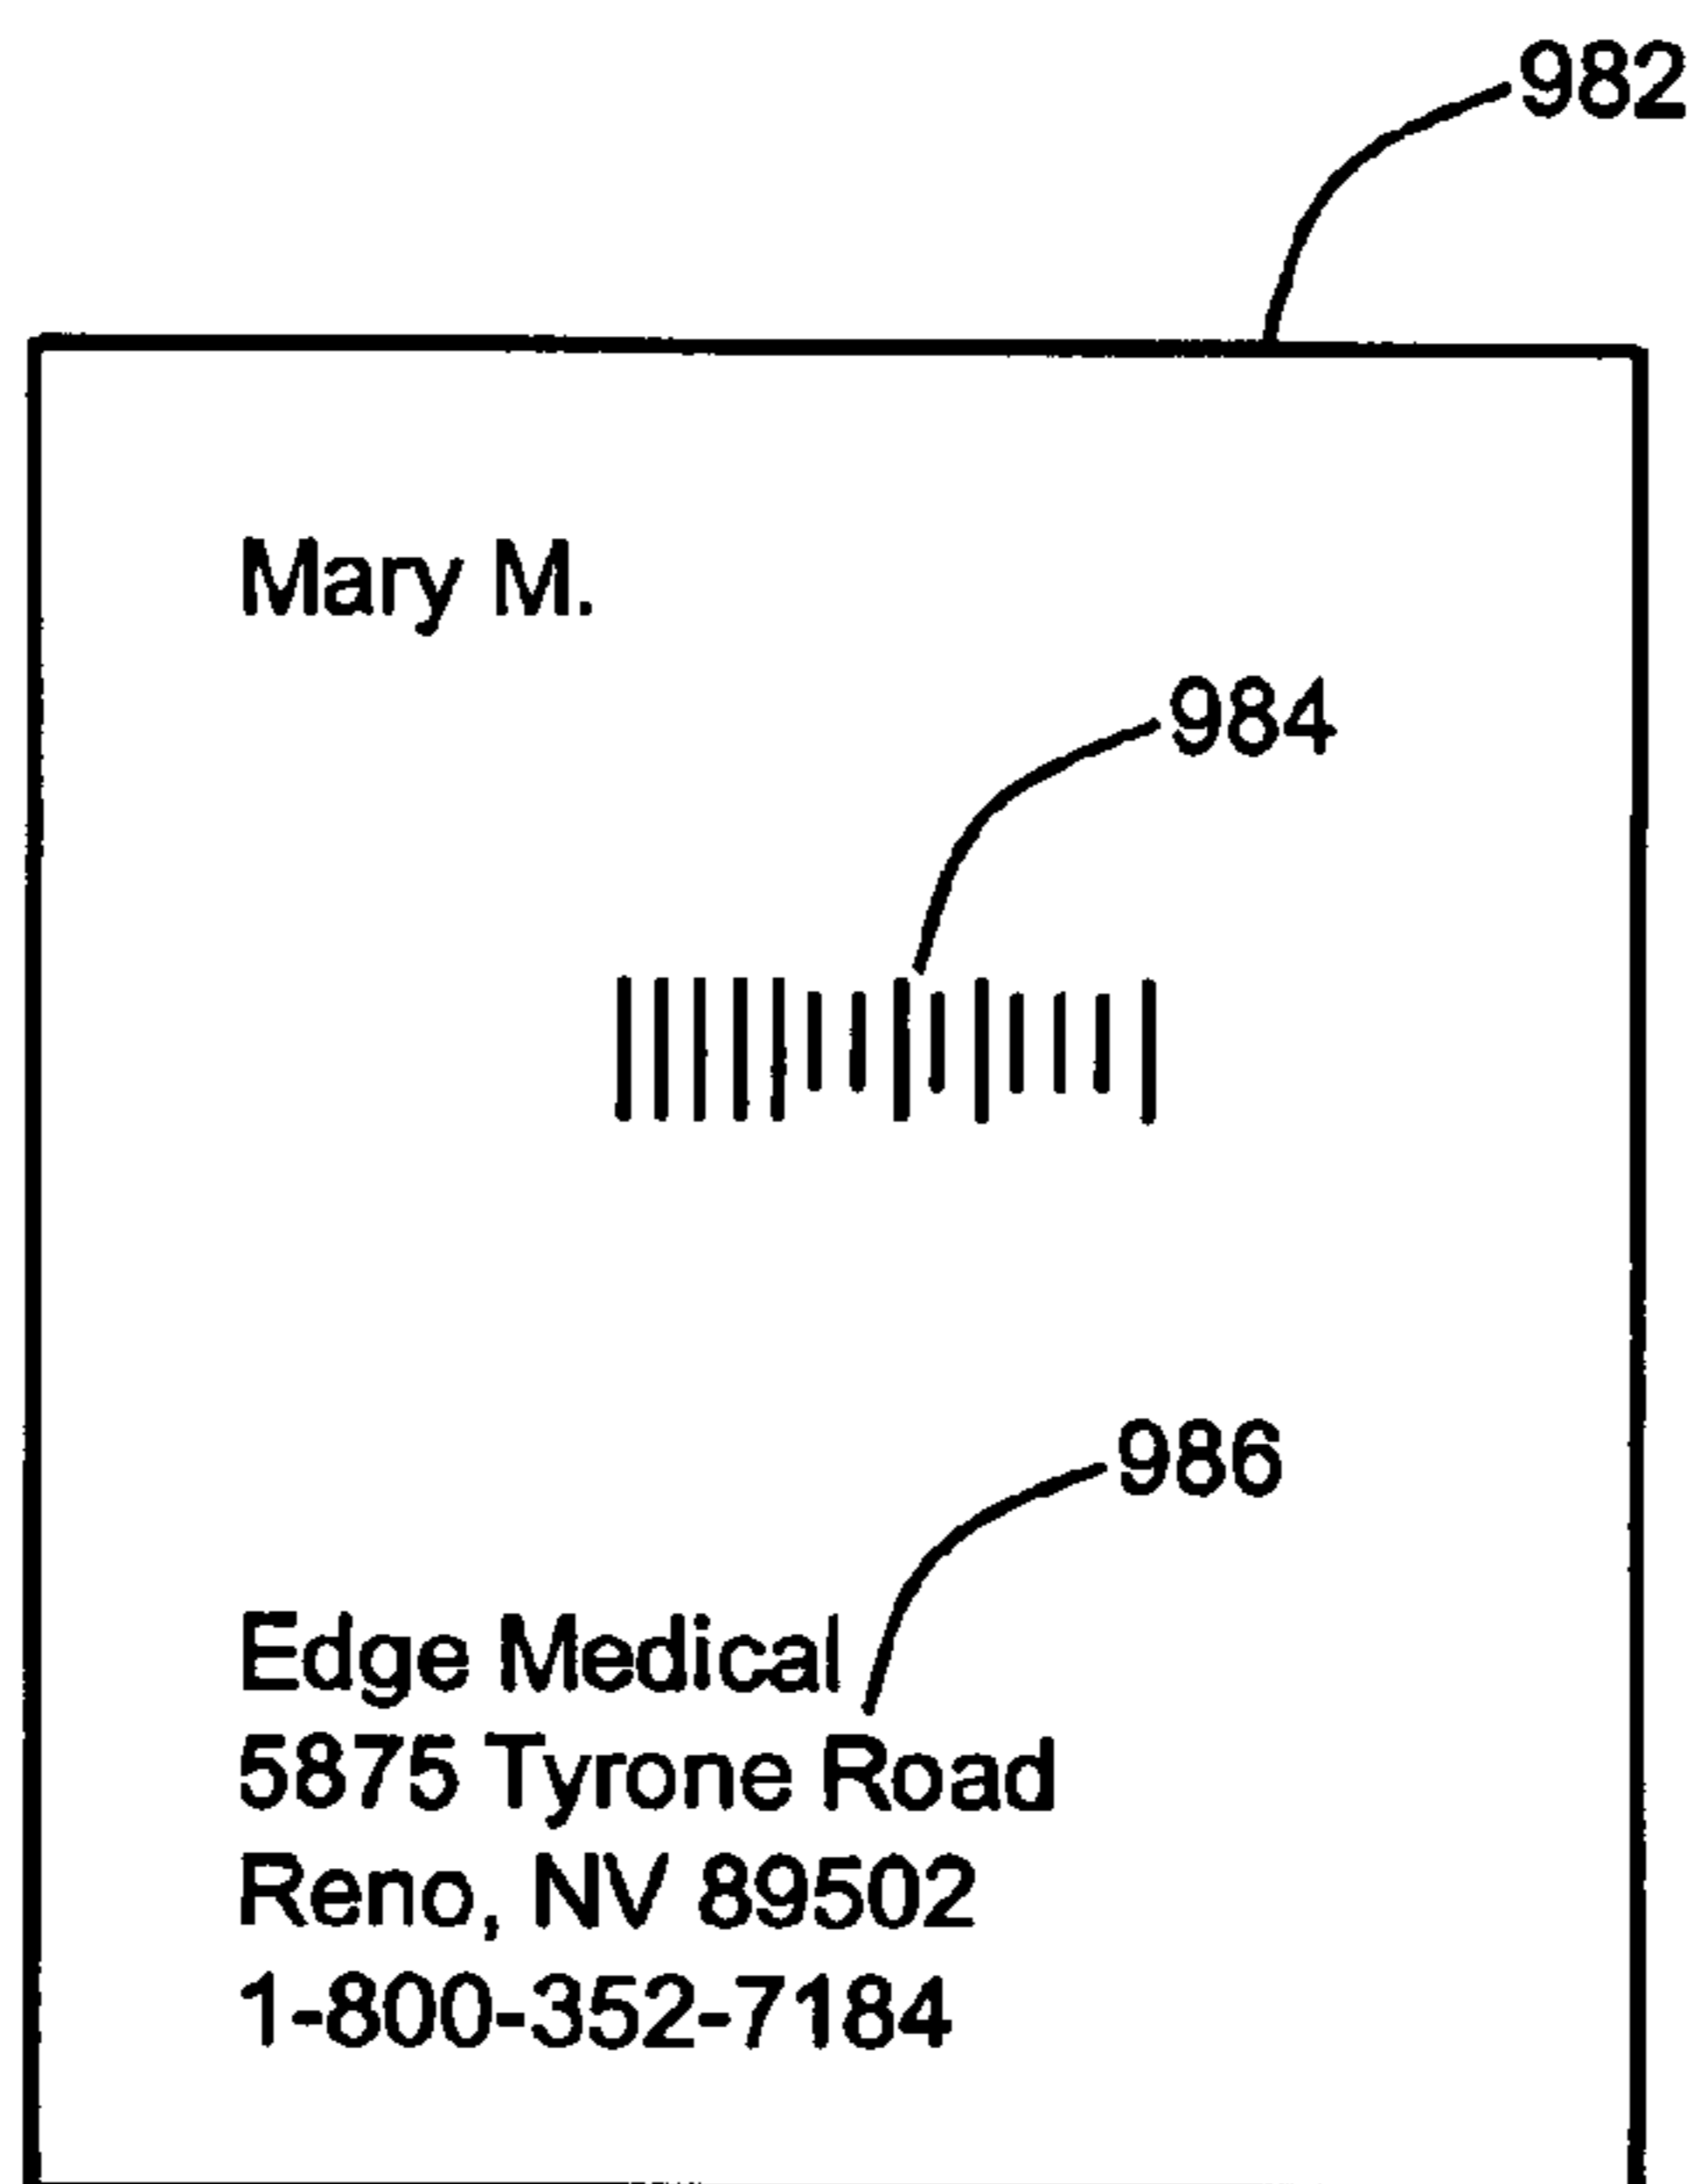 982
Mary M.
984
986
Edge Medical
5875 Tyrone Road
Reno, NV 89502
1-800-352-7184